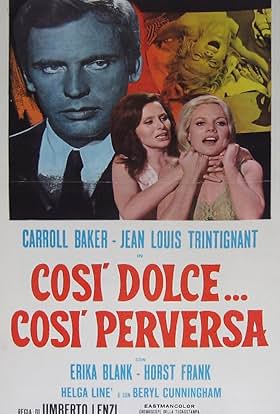 CARROLL BAKER - JEAN LOUIS TRINTIGNANT
IN
COSI' DOLCE...
COSI' PERVERSA
CON
ERIKA BLANK - HORST FRANK
HELGA LINE' E CON BERYL CUNNINGHAM
EASTMANCOLOR
REGIA DI UMBERTO LENZI